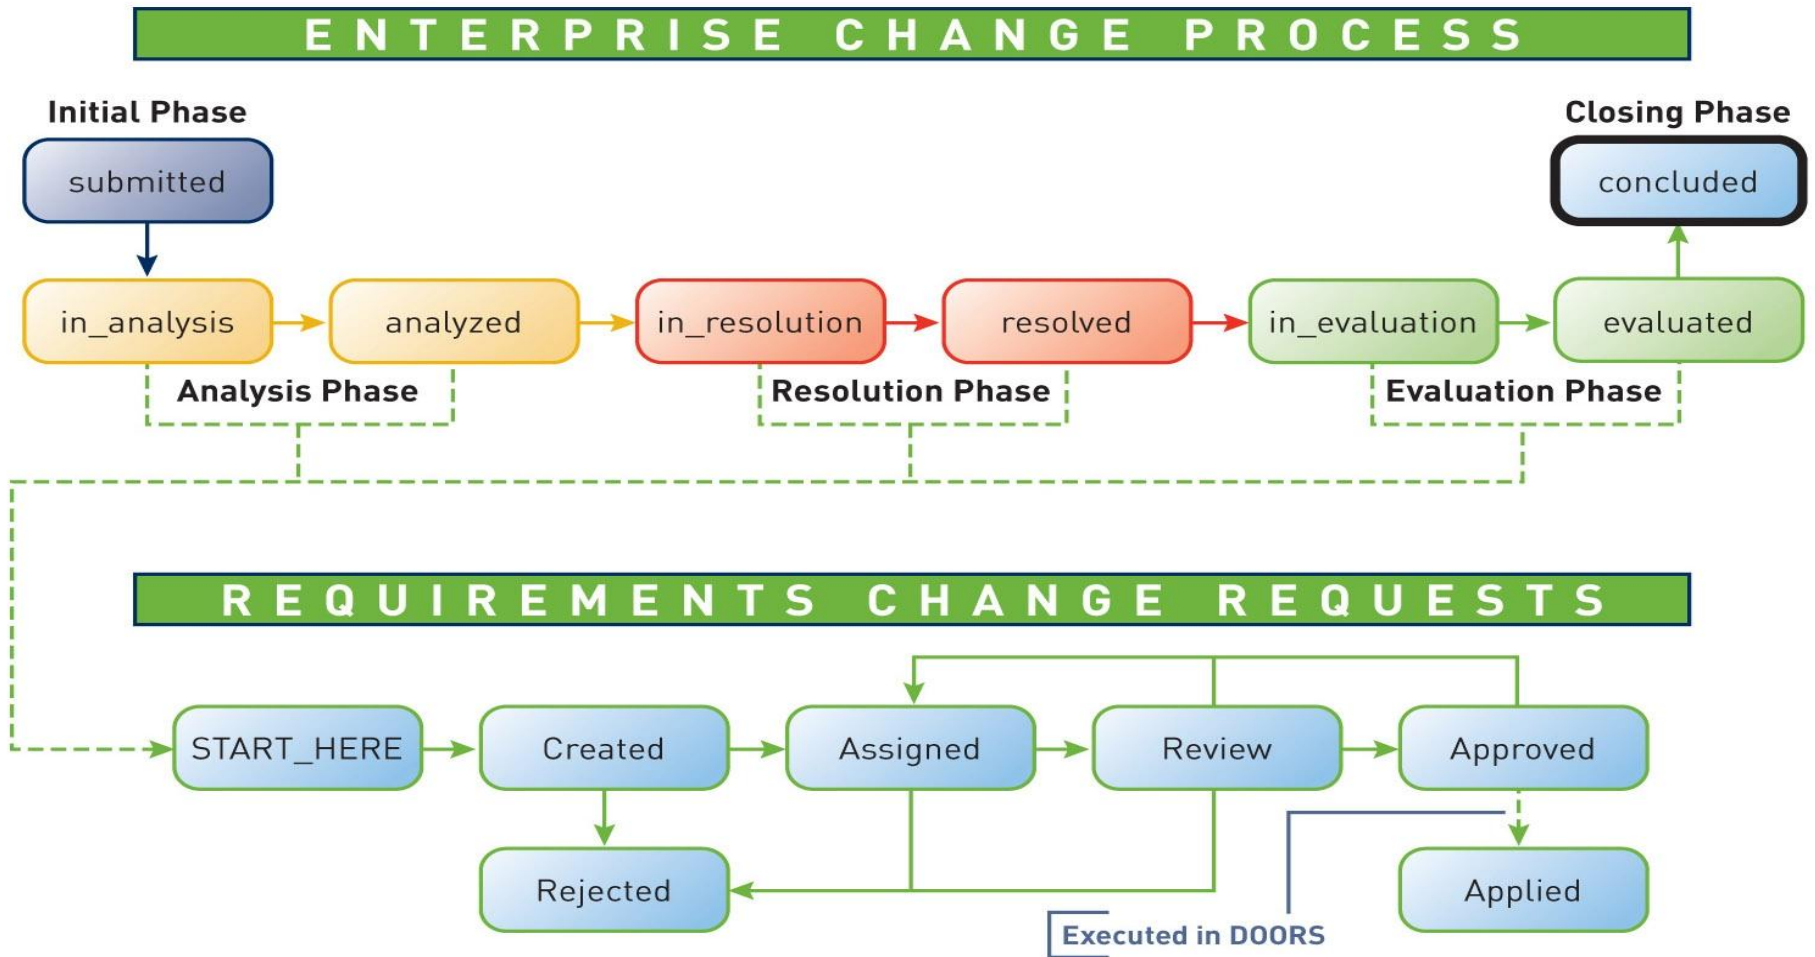 ENTERPRISE CHANGE PROCESS
Initial Phase
Closing Phase
submitted
concluded
in_analysis
analyzed
in_resolution
resolved
in_evaluation
evaluated
Analysis Phase
Resolution Phase
Evaluation Phase
REQUIREMENTS CHANGE REQUESTS
START_HERE
Created
Assigned
Review
Approved
Rejected
Applied
Executed in DOORS